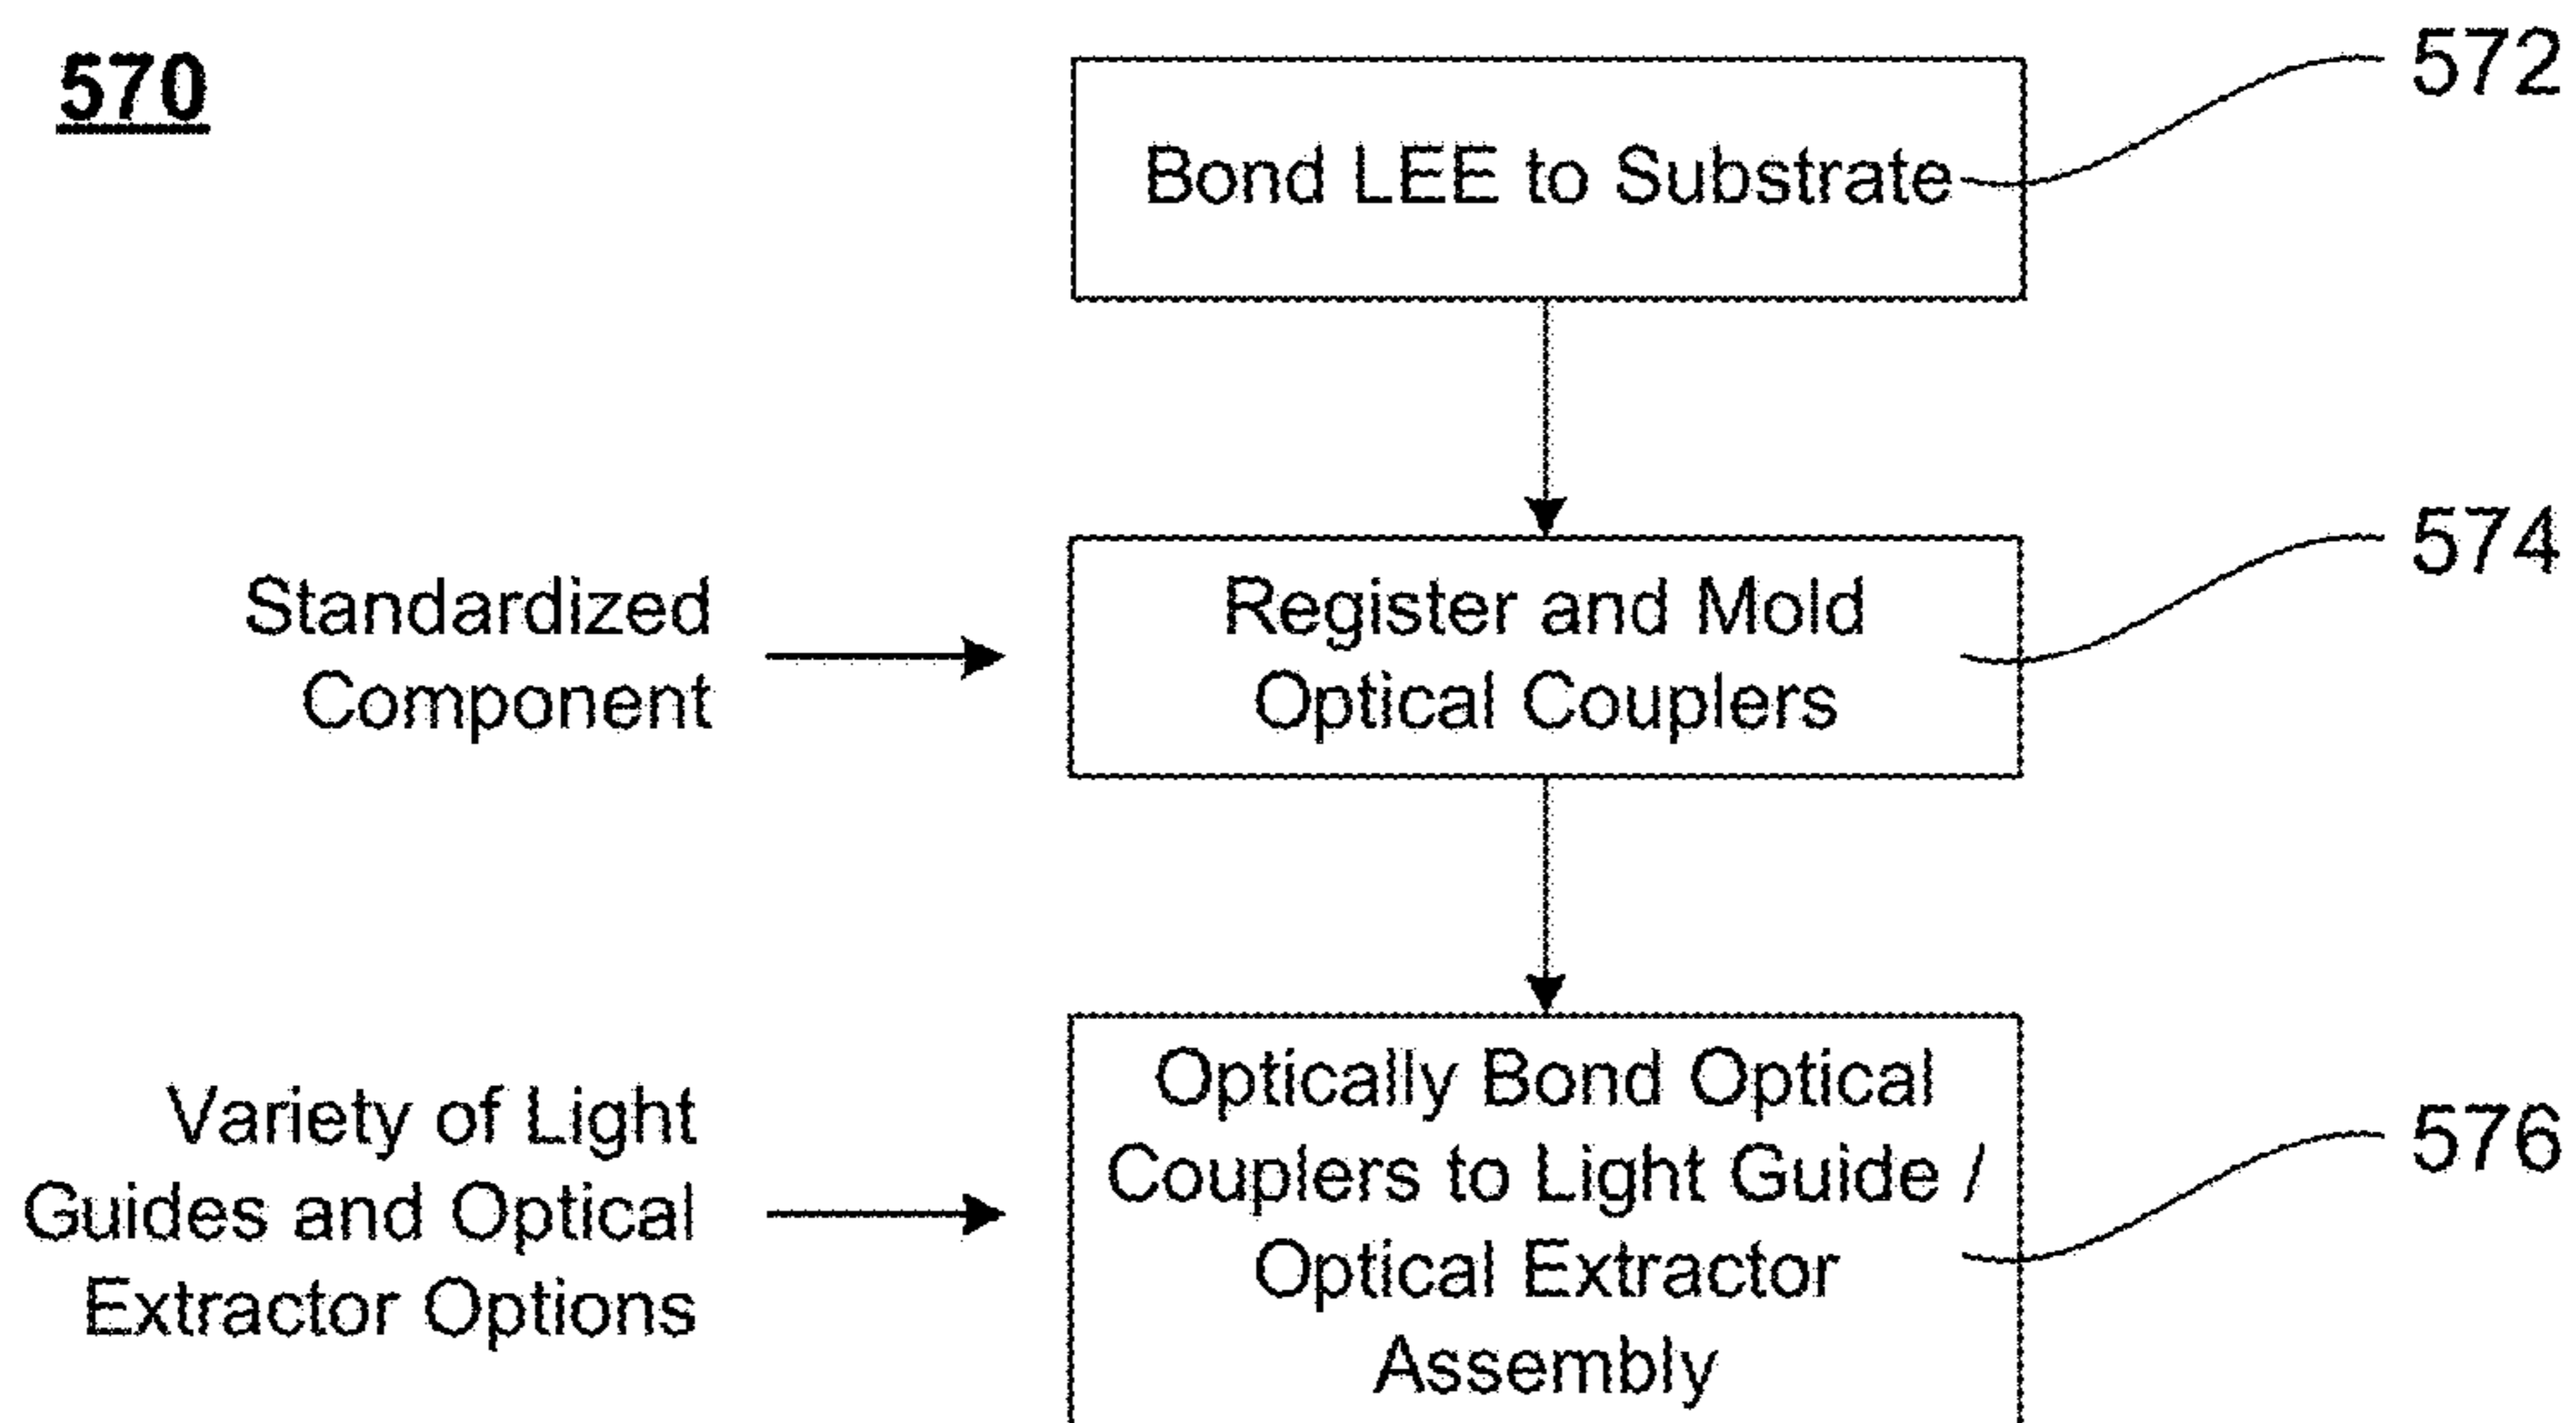 570
572
Bond LEE to Substrate
574
Standardized
Component
Register and Mold
Optical Couplers
Variety of Light
Guides and Optical
Extractor Options
Optically Bond Optical
Couplers to Light Guide /
Optical Extractor
Assembly
576